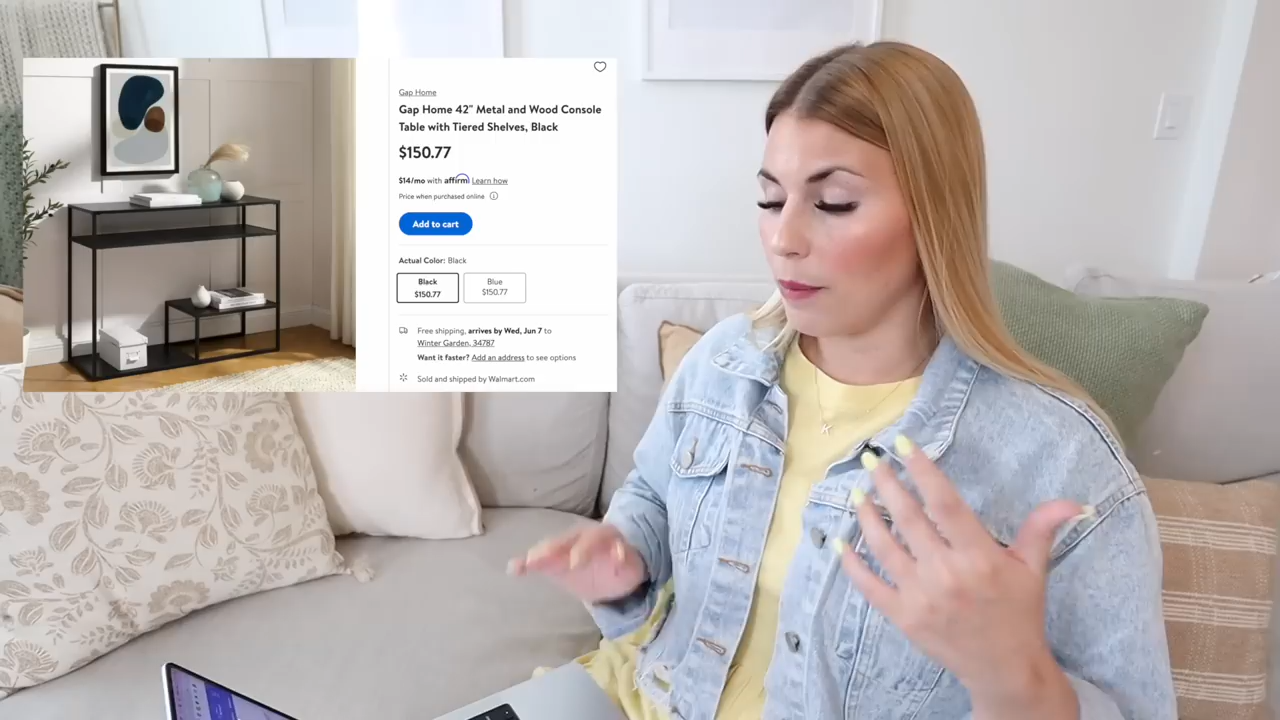 Gap Home
Gap Home 42" Metal and Wood Console
Table with Tiered Shelves, Black
$150.77
$14/mo with affirm Learn how
Price when purchased online
Add to cart
Actual Color: Black
Black
$150.77
Blue
$150.77
Free shipping, arrives by Wed, Jun 7 to
Winter Garden, 34787
Want it faster? Add an address to see options
Sold and shipped by Walmart.com
K